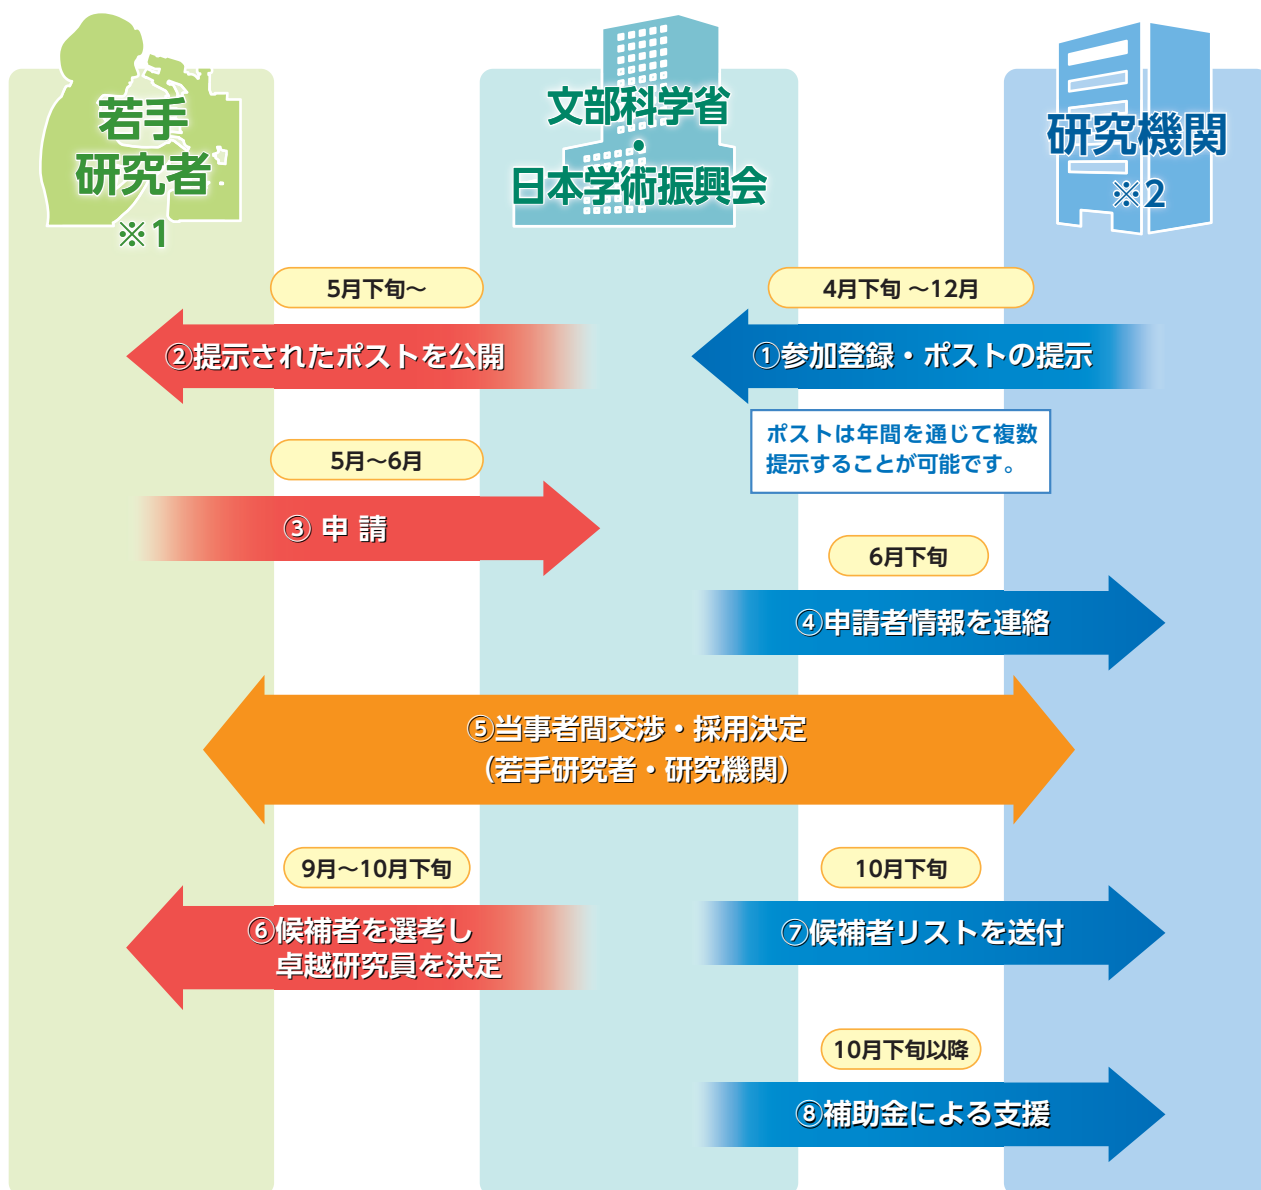 若手
研究者
※1
文部科学省
・
日本学術振興会
研究機関
※2
5月下旬～
4月下旬 ～12月
②提示されたポストを公開
①参加登録・ポストの提示
ポストは年間を通じて複数
提示することが可能です。
5月～6月
③ 申 請
6月下旬
④申請者情報を連絡
⑤当事者間交渉・採用決定
（若手研究者・研究機関）
9月～10月下旬
10月下旬
⑥候補者を選考し
卓越研究員を決定
⑦候補者リストを送付
10月下旬以降
⑧補助金による支援